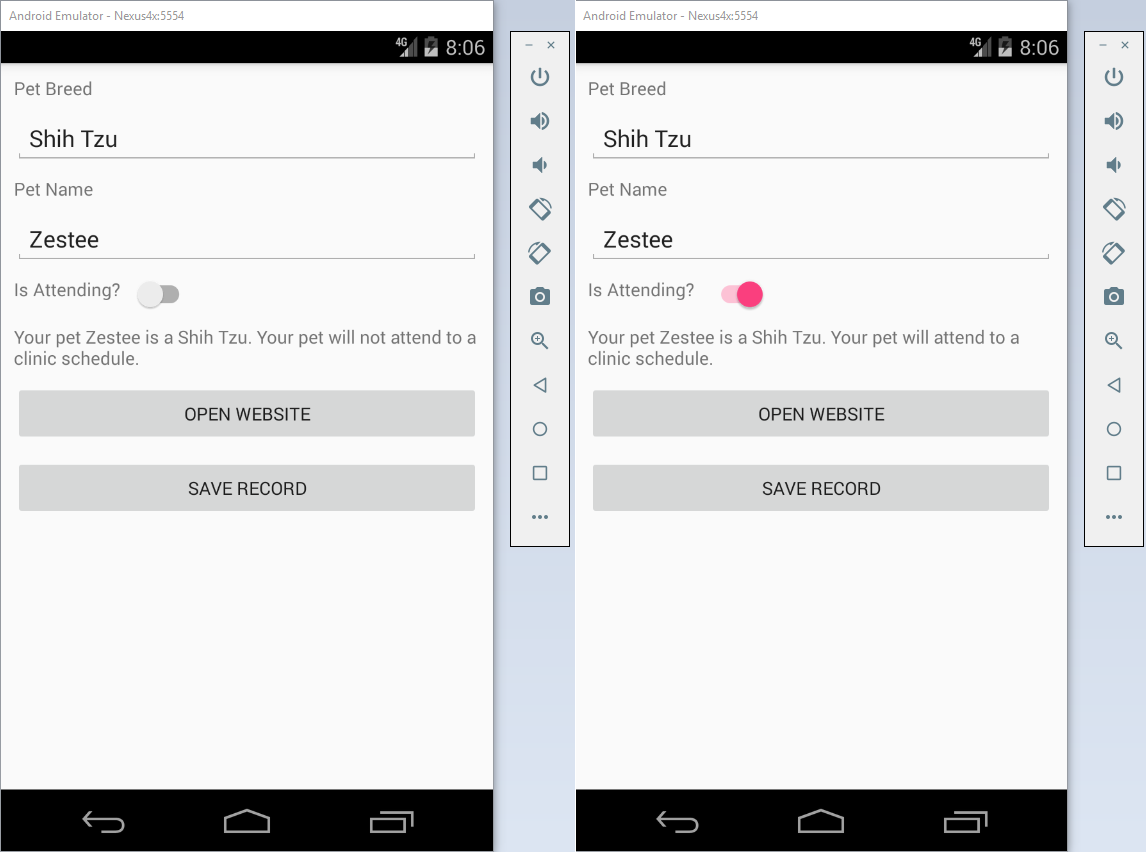 Android Emulator - Nexus4x:5554
4G 8:06
Pet Breed
Shih Tzu
Pet Name
Zestee
Is Attending?
Your pet Zestee is a Shih Tzu. Your pet will not attend to a
clinic schedule.
OPEN WEBSITE
SAVE RECORD
Android Emulator - Nexus4x:5554
4G 8:06
Pet Breed
Shih Tzu
Pet Name
Zestee
Is Attending?
Your pet Zestee is a Shih Tzu. Your pet will attend to a
clinic schedule.
OPEN WEBSITE
SAVE RECORD